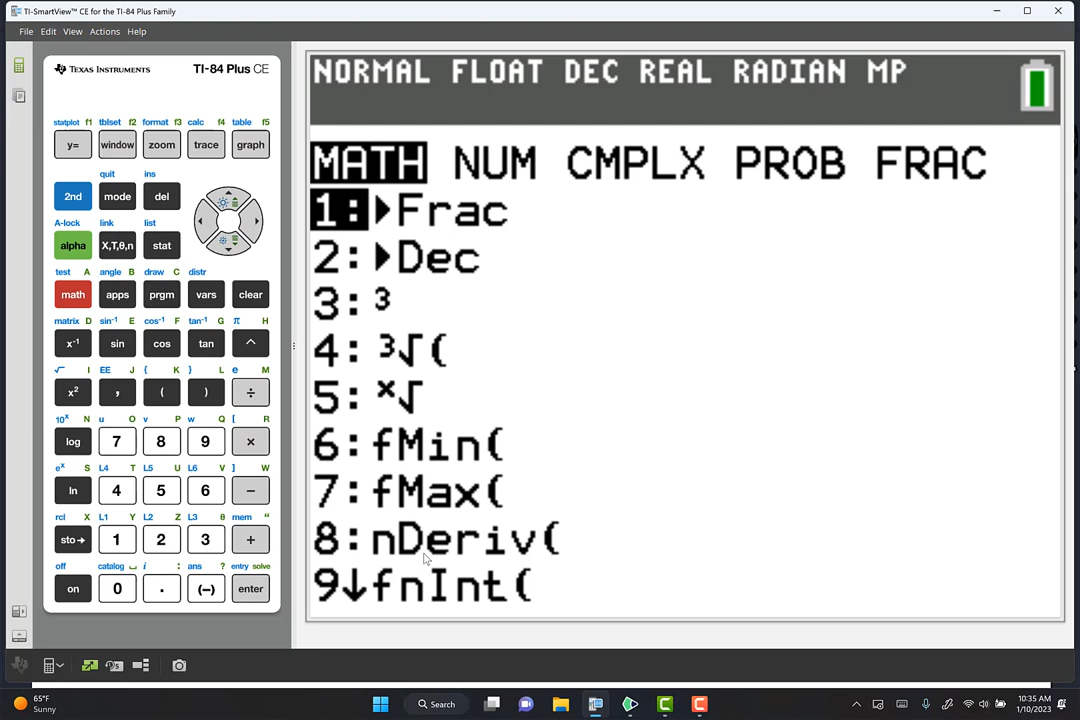 TI-SmartView™ CE for the TI-84 Plus Family
File Edit View Actions Help
TEXAS INSTRUMENTS TI-84 Plus CE
statplot f1 tblset f2 format f3 calc f4 table f5
y= window zoom trace graph
quit ins
2nd mode del
A-lock link list
alpha X,T,θ,n stat
test A angle B draw C distr
math apps prgm vars clear
matrix D sin⁻¹ E cos⁻¹ F tan⁻¹ G π H
x⁻¹ sin cos tan ^
√ I EE J { K } L e M
x² , ( ) ÷
10ˣ N u O v P w Q [ R
log 7 8 9 ×
eˣ S L4 T L5 U L6 V ] W
ln 4 5 6 −
rcl X L1 Y L2 Z L3 θ mem “
sto→ 1 2 3 +
off catalog ⎵ i : ans ? entry solve
on 0 . (−) enter
NORMAL FLOAT DEC REAL RADIAN MP
MATH NUM CMPLX PROB FRAC
1:▶Frac
2:▶Dec
3:³
4:³√(
5:ˣ√
6:fMin(
7:fMax(
8:nDeriv(
9↓fnInt(
65°F
Sunny
Search
10:35 AM
1/10/2023